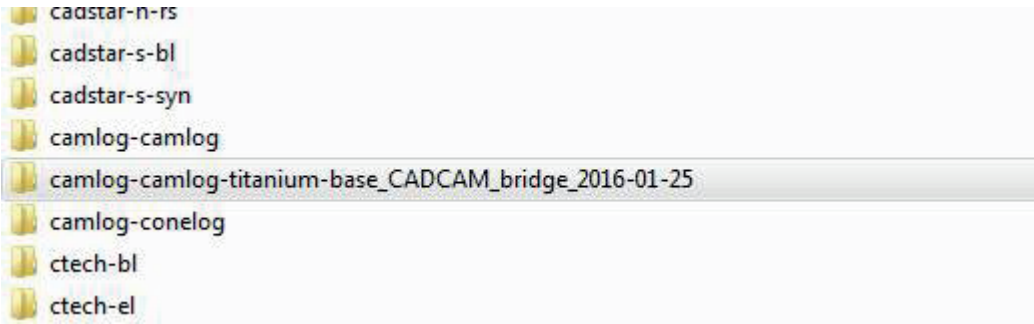 cadstar-n-rs
cadstar-s-bl
cadstar-s-syn
camlog-camlog
camlog-camlog-titanium-base_CADCAM_bridge_2016-01-25
camlog-conelog
ctech-bl
ctech-el